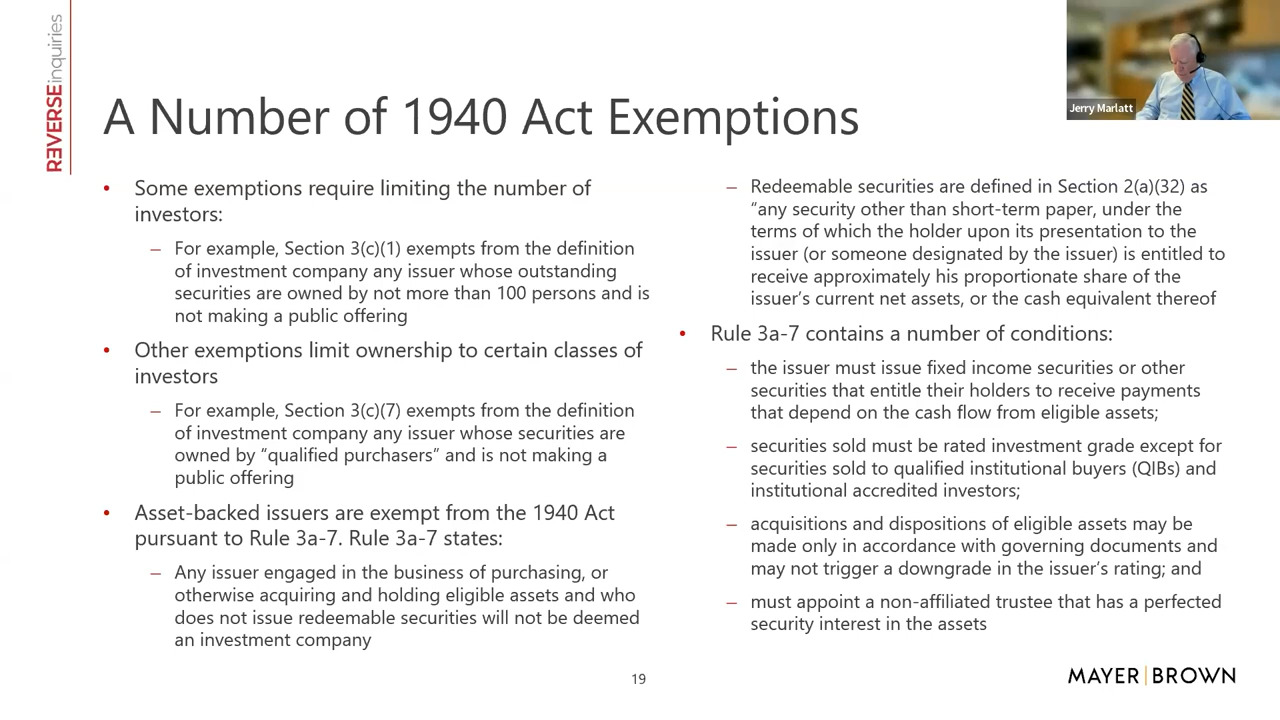 REVERSEinquiries
Jerry Marlatt
A Number of 1940 Act Exemptions
• Some exemptions require limiting the number of
investors:
– For example, Section 3(c)(1) exempts from the definition
of investment company any issuer whose outstanding
securities are owned by not more than 100 persons and is
not making a public offering
• Other exemptions limit ownership to certain classes of
investors
– For example, Section 3(c)(7) exempts from the definition
of investment company any issuer whose securities are
owned by “qualified purchasers” and is not making a
public offering
• Asset-backed issuers are exempt from the 1940 Act
pursuant to Rule 3a-7. Rule 3a-7 states:
– Any issuer engaged in the business of purchasing, or
otherwise acquiring and holding eligible assets and who
does not issue redeemable securities will not be deemed
an investment company
– Redeemable securities are defined in Section 2(a)(32) as
“any security other than short-term paper, under the
terms of which the holder upon its presentation to the
issuer (or someone designated by the issuer) is entitled to
receive approximately his proportionate share of the
issuer’s current net assets, or the cash equivalent thereof
• Rule 3a-7 contains a number of conditions:
– the issuer must issue fixed income securities or other
securities that entitle their holders to receive payments
that depend on the cash flow from eligible assets;
– securities sold must be rated investment grade except for
securities sold to qualified institutional buyers (QIBs) and
institutional accredited investors;
– acquisitions and dispositions of eligible assets may be
made only in accordance with governing documents and
may not trigger a downgrade in the issuer’s rating; and
– must appoint a non-affiliated trustee that has a perfected
security interest in the assets
19
MAYER|BROWN